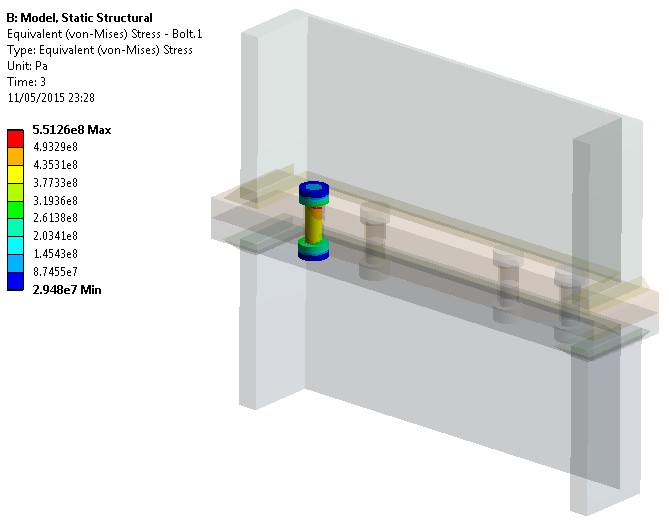 B: Model, Static Structural
Equivalent (von-Mises) Stress - Bolt.1
Type: Equivalent (von-Mises) Stress
Unit: Pa
Time: 3
11/05/2015 23:28
5.5126e8 Max
4.9329e8
4.3531e8
3.7733e8
3.1936e8
2.6138e8
2.0341e8
1.4543e8
8.7455e7
2.948e7 Min